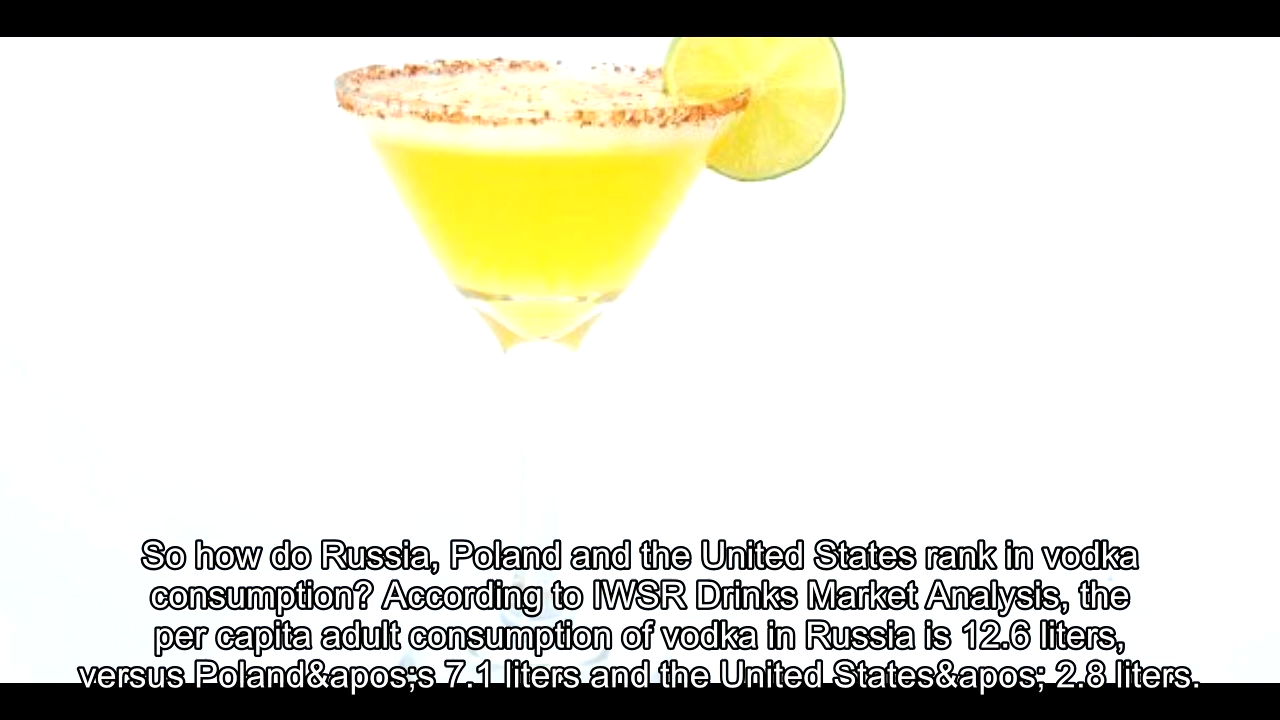 So how do Russia, Poland and the United States rank in vodka
consumption? According to IWSR Drinks Market Analysis, the
per capita adult consumption of vodka in Russia is 12.6 liters,
versus Poland&apos;s 7.1 liters and the United States&apos; 2.8 liters.